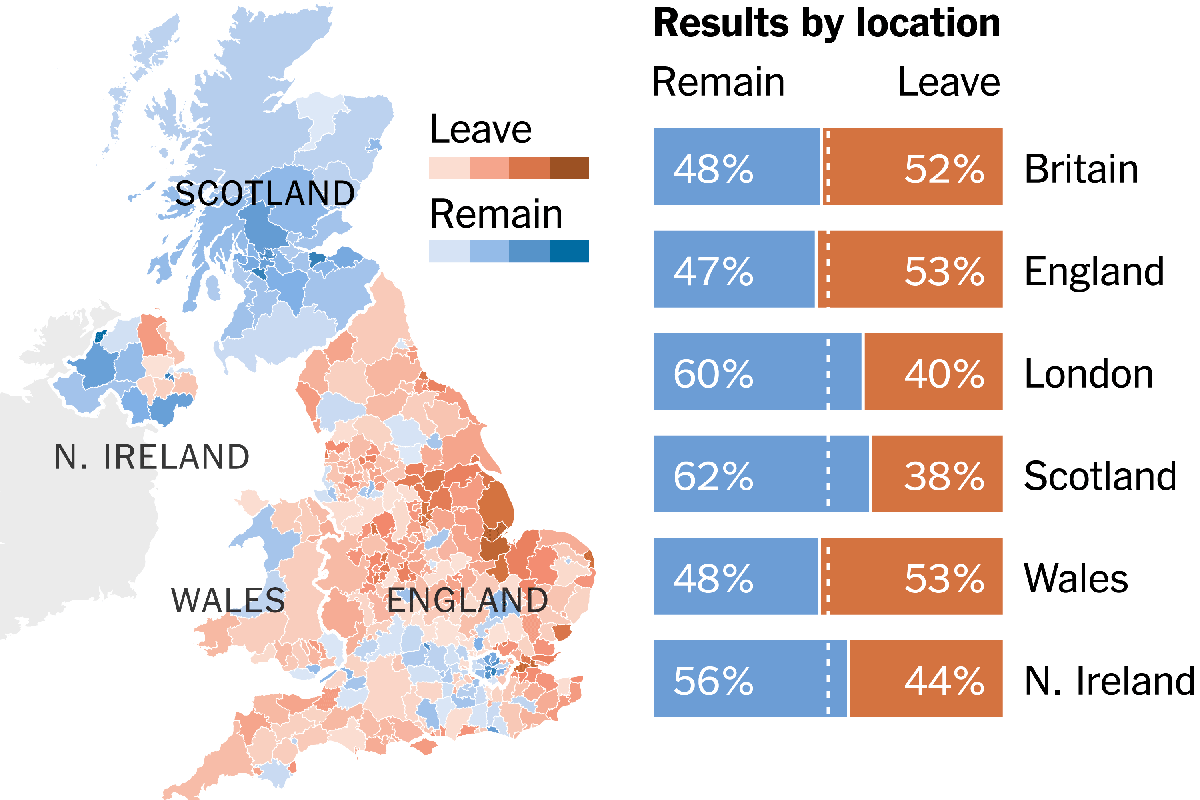 Results by location
Remain Leave
Leave
Remain
SCOTLAND
N. IRELAND
WALES
ENGLAND
48% 52% Britain
47% 53% England
60% 40% London
62% 38% Scotland
48% 53% Wales
56% 44% N. Ireland